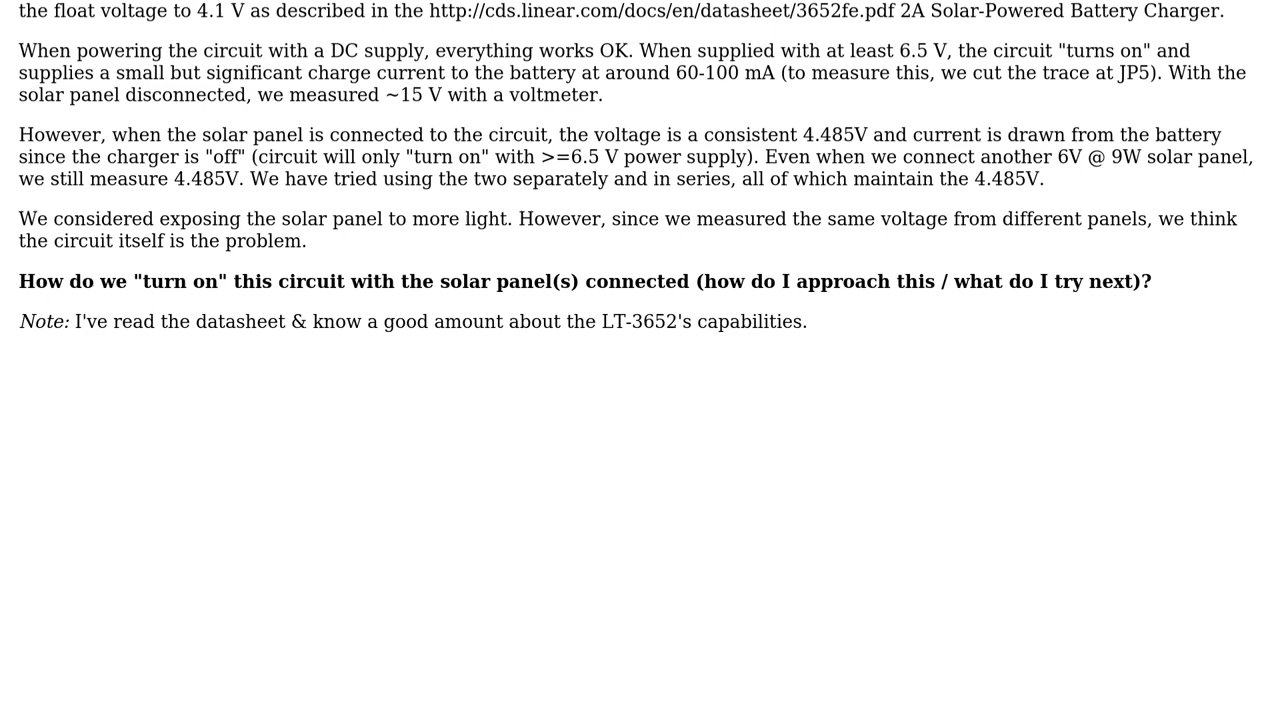 the float voltage to 4.1 V as described in the http://cds.linear.com/docs/en/datasheet/3652fe.pdf 2A Solar-Powered Battery Charger.
When powering the circuit with a DC supply, everything works OK. When supplied with at least 6.5 V, the circuit "turns on" and
supplies a small but significant charge current to the battery at around 60-100 mA (to measure this, we cut the trace at JP5). With the
solar panel disconnected, we measured ~15 V with a voltmeter.
However, when the solar panel is connected to the circuit, the voltage is a consistent 4.485V and current is drawn from the battery
since the charger is "off" (circuit will only "turn on" with >=6.5 V power supply). Even when we connect another 6V @ 9W solar panel,
we still measure 4.485V. We have tried using the two separately and in series, all of which maintain the 4.485V.
We considered exposing the solar panel to more light. However, since we measured the same voltage from different panels, we think
the circuit itself is the problem.
How do we "turn on" this circuit with the solar panel(s) connected (how do I approach this / what do I try next)?
Note: I've read the datasheet & know a good amount about the LT-3652's capabilities.